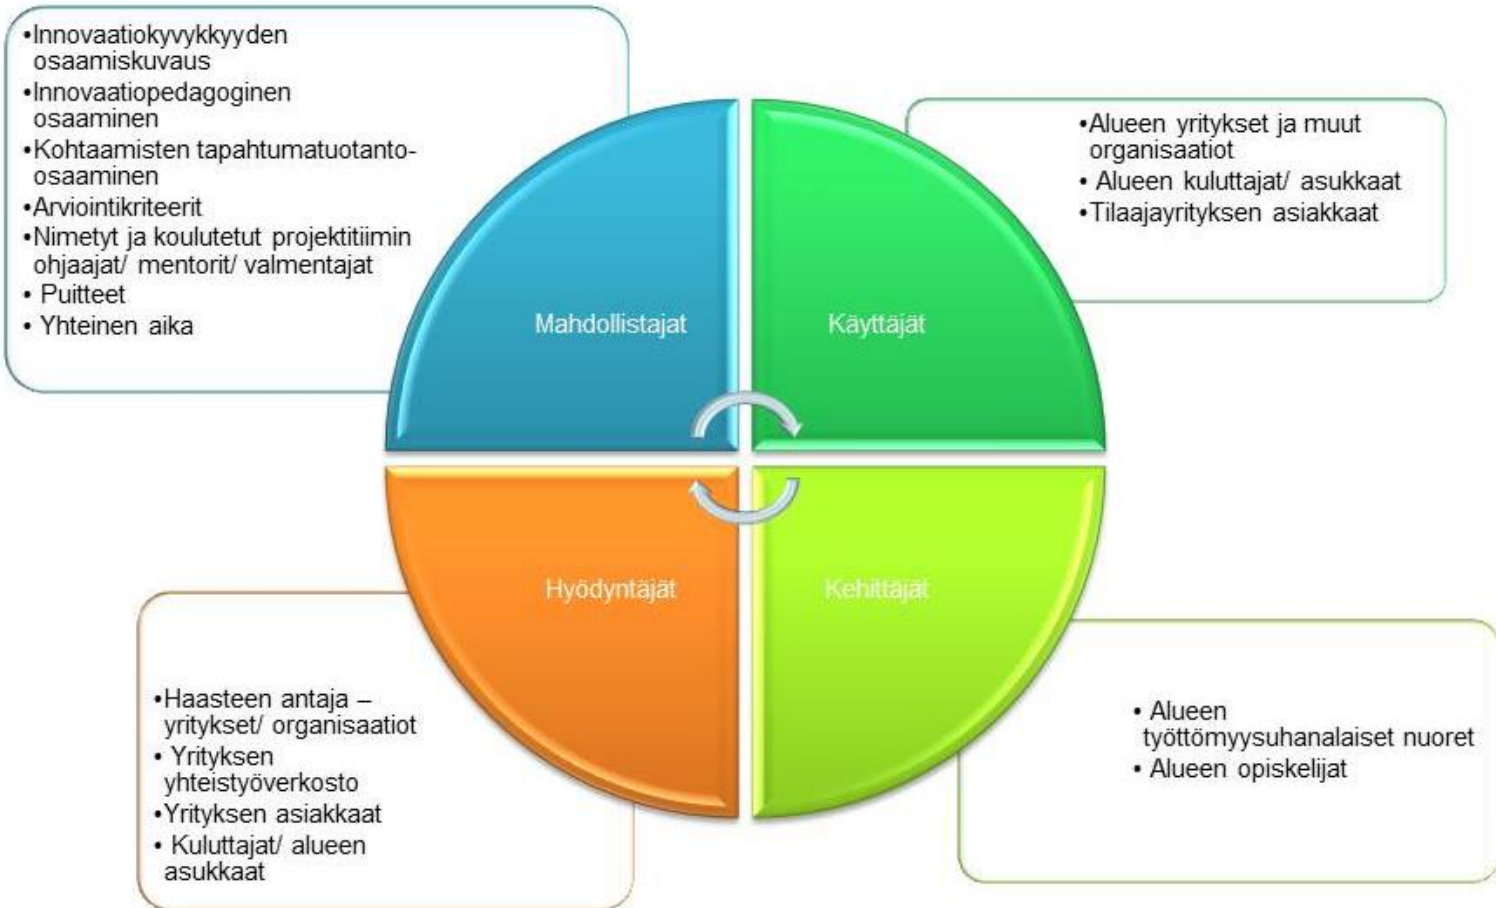 •Innovaatiokyvykkyyden
osaamiskuvaus
•Innovaatiopedagoginen
osaaminen
•Kohtaamisten tapahtumatuotanto-
osaaminen
•Arviointikriteerit
•Nimetyt ja koulutetut projektitiimin
ohjaajat/ mentorit/ valmentajat
• Puitteet
• Yhteinen aika
•Alueen yritykset ja muut
organisaatiot
• Alueen kuluttajat/ asukkaat
•Tilaajayrityksen asiakkaat
Mahdollistajat
Käyttäjät
Hyödyntäjät
Kehittäjät
•Haasteen antaja –
yritykset/ organisaatiot
• Yrityksen
yhteistyöverkosto
•Yrityksen asiakkaat
• Kuluttajat/ alueen
asukkaat
• Alueen
työttömyysuhanalaiset nuoret
• Alueen opiskelijat